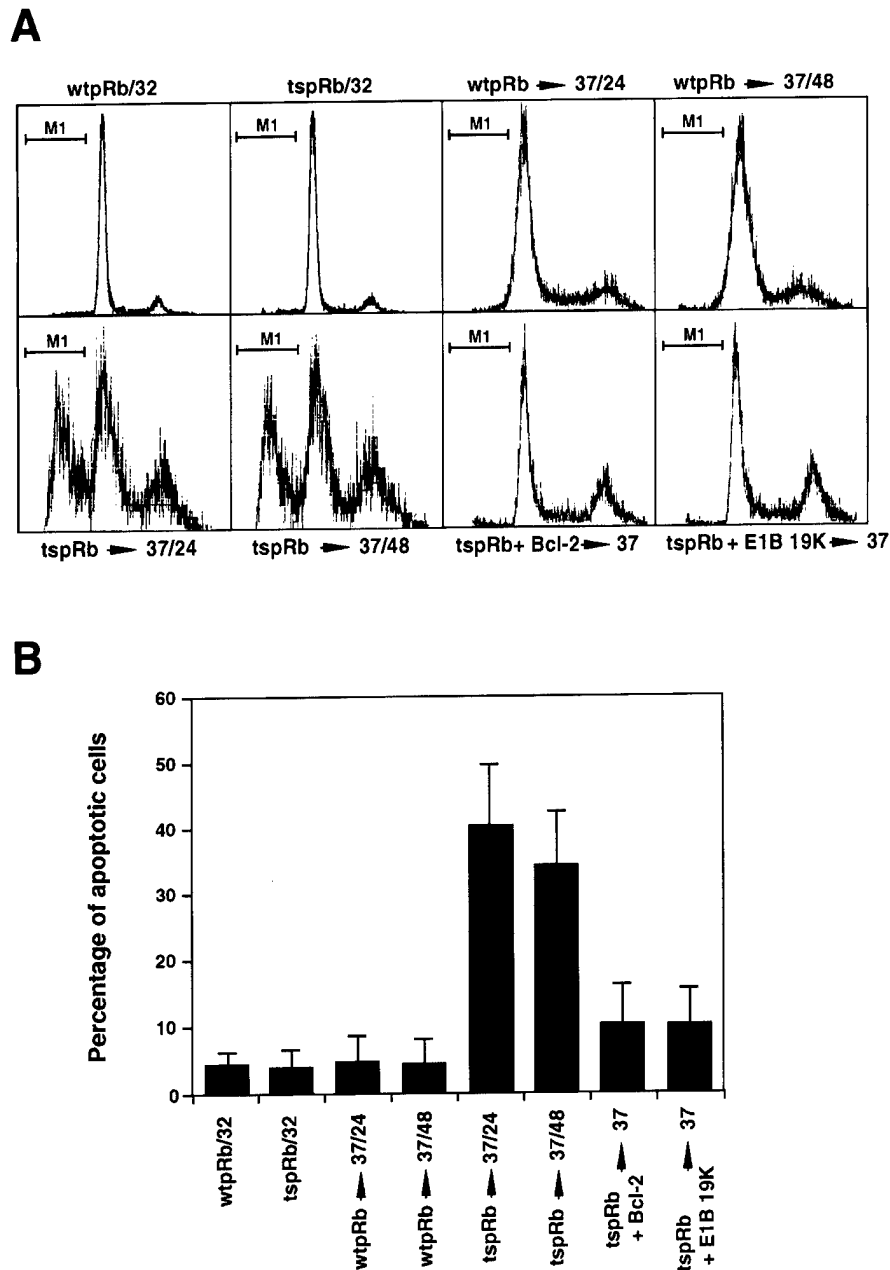 A
wtpRb/32
tspRb/32
wtpRb ➤ 37/24
wtpRb ➤ 37/48
M1
M1
M1
M1
M1
M1
M1
M1
tspRb ➤ 37/24
tspRb ➤ 37/48
tspRb+ Bcl-2 ➤ 37
tspRb + E1B 19K ➤ 37
B
Percentage of apoptotic cells
60
50
40
30
20
10
0
wtpRb/32
tspRb/32
wtpRb ➤ 37/24
wtpRb ➤ 37/48
tspRb ➤ 37/24
tspRb ➤ 37/48
tspRb ➤ 37
+ Bcl-2
tspRb ➤ 37
+ E1B 19K